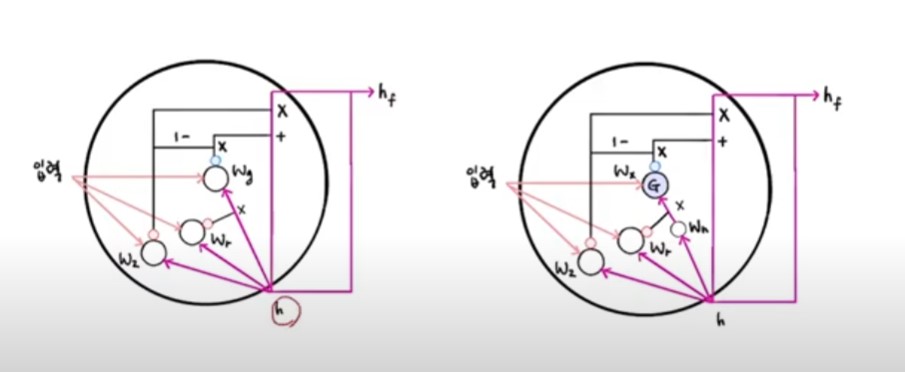 h_f
X
1-
+
X
입력
W_g
X
W_r
W_z
h
h_f
X
1-
+
X
입력
W_x
G
X
W_h
W_r
W_z
h